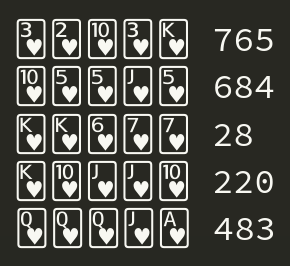 3♥ 2♥ 10♥ 3♥ K♥ 765
10♥ 5♥ 5♥ J♥ 5♥ 684
K♥ K♥ 6♥ 7♥ 7♥ 28
K♥ 10♥ J♥ J♥ 10♥ 220
Q♥ Q♥ Q♥ J♥ A♥ 483